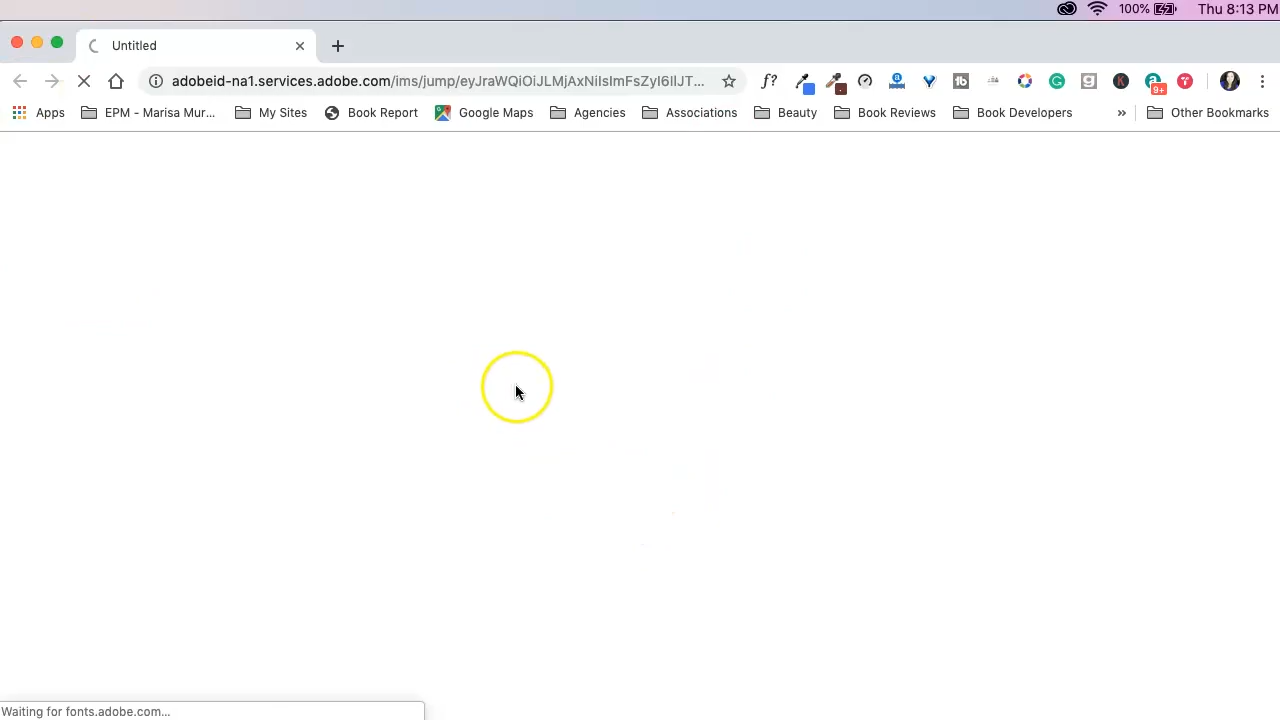 100% Thu 8:13 PM
Untitled
adobeid-na1.services.adobe.com/ims/jump/eyJraWQiOiJLMjAxNiIsImFsZyI6IlJT...
f? tb g K a 9+ T
Apps EPM - Marisa Mur... My Sites Book Report Google Maps Agencies Associations Beauty Book Reviews Book Developers » Other Bookmarks
Waiting for fonts.adobe.com...